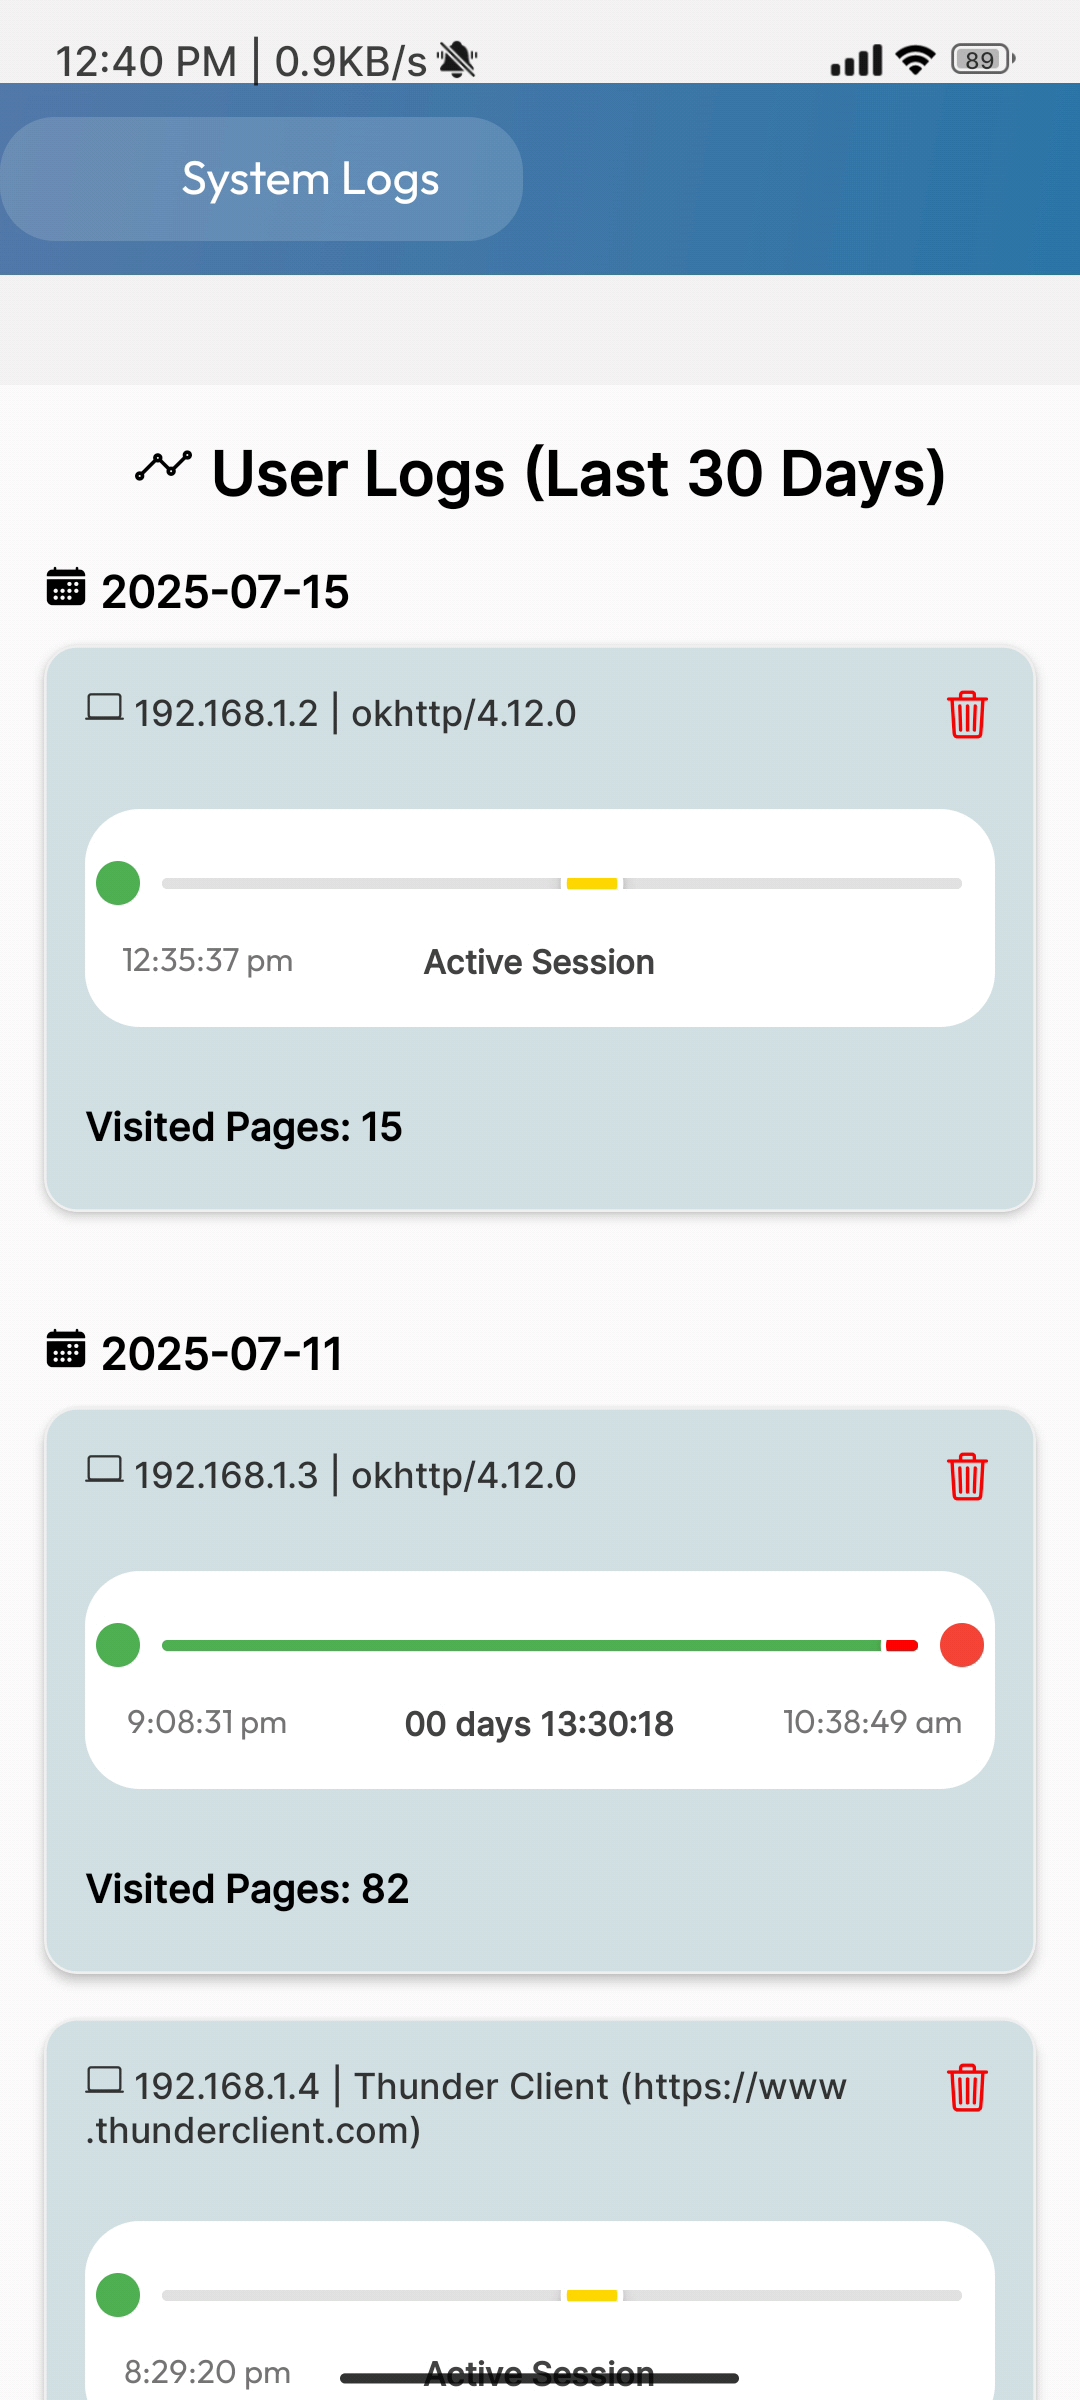 12:40 PM | 0.9KB/s
89
System Logs
User Logs (Last 30 Days)
2025-07-15
192.168.1.2 | okhttp/4.12.0
12:35:37 pm
Active Session
Visited Pages: 15
2025-07-11
192.168.1.3 | okhttp/4.12.0
9:08:31 pm
00 days 13:30:18
10:38:49 am
Visited Pages: 82
192.168.1.4 | Thunder Client (https://www
.thunderclient.com)
8:29:20 pm
Active Session